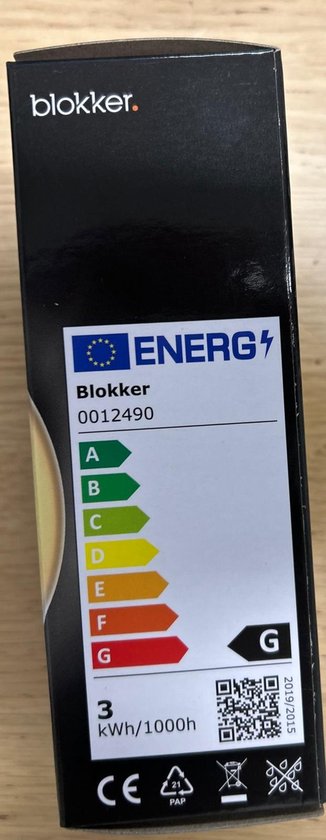 blokker.
ENERG
Blokker
0012490
A
B
C
D
E
F
G
G
3
kWh/1000h
2019/2015
CE
21
PAP